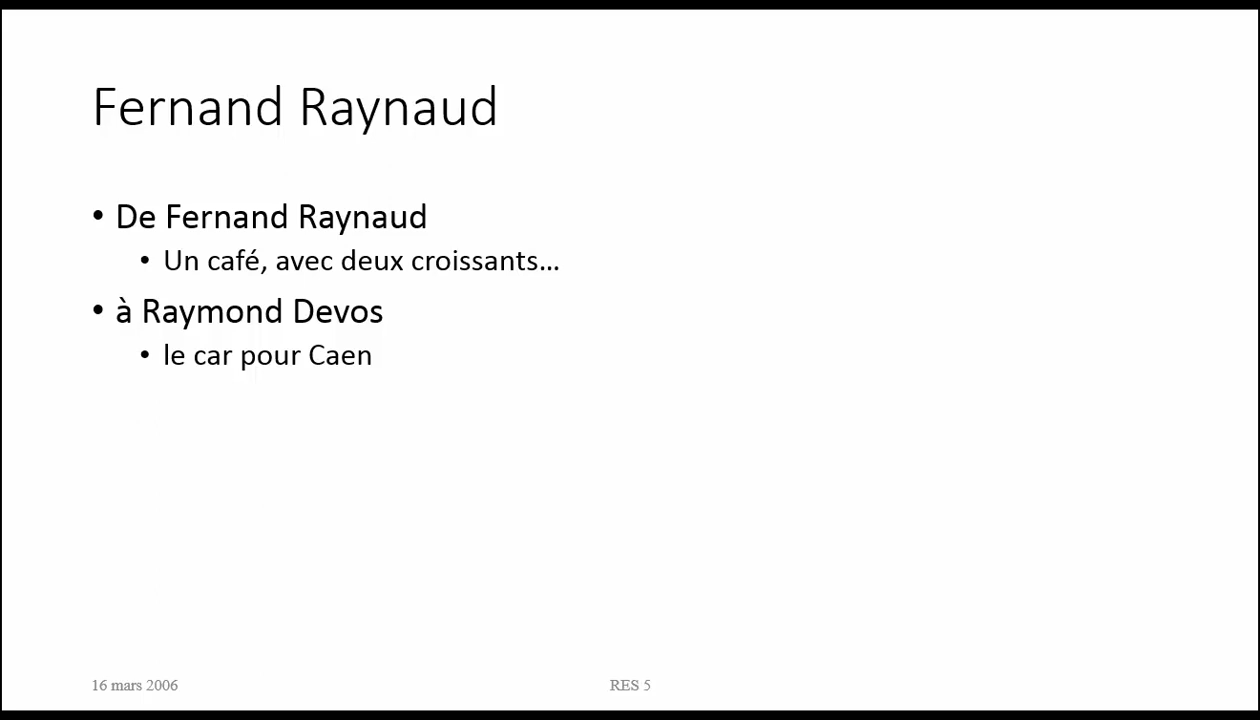 Fernand Raynaud
• De Fernand Raynaud
• Un café, avec deux croissants...
• à Raymond Devos
• le car pour Caen
16 mars 2006
RES 5